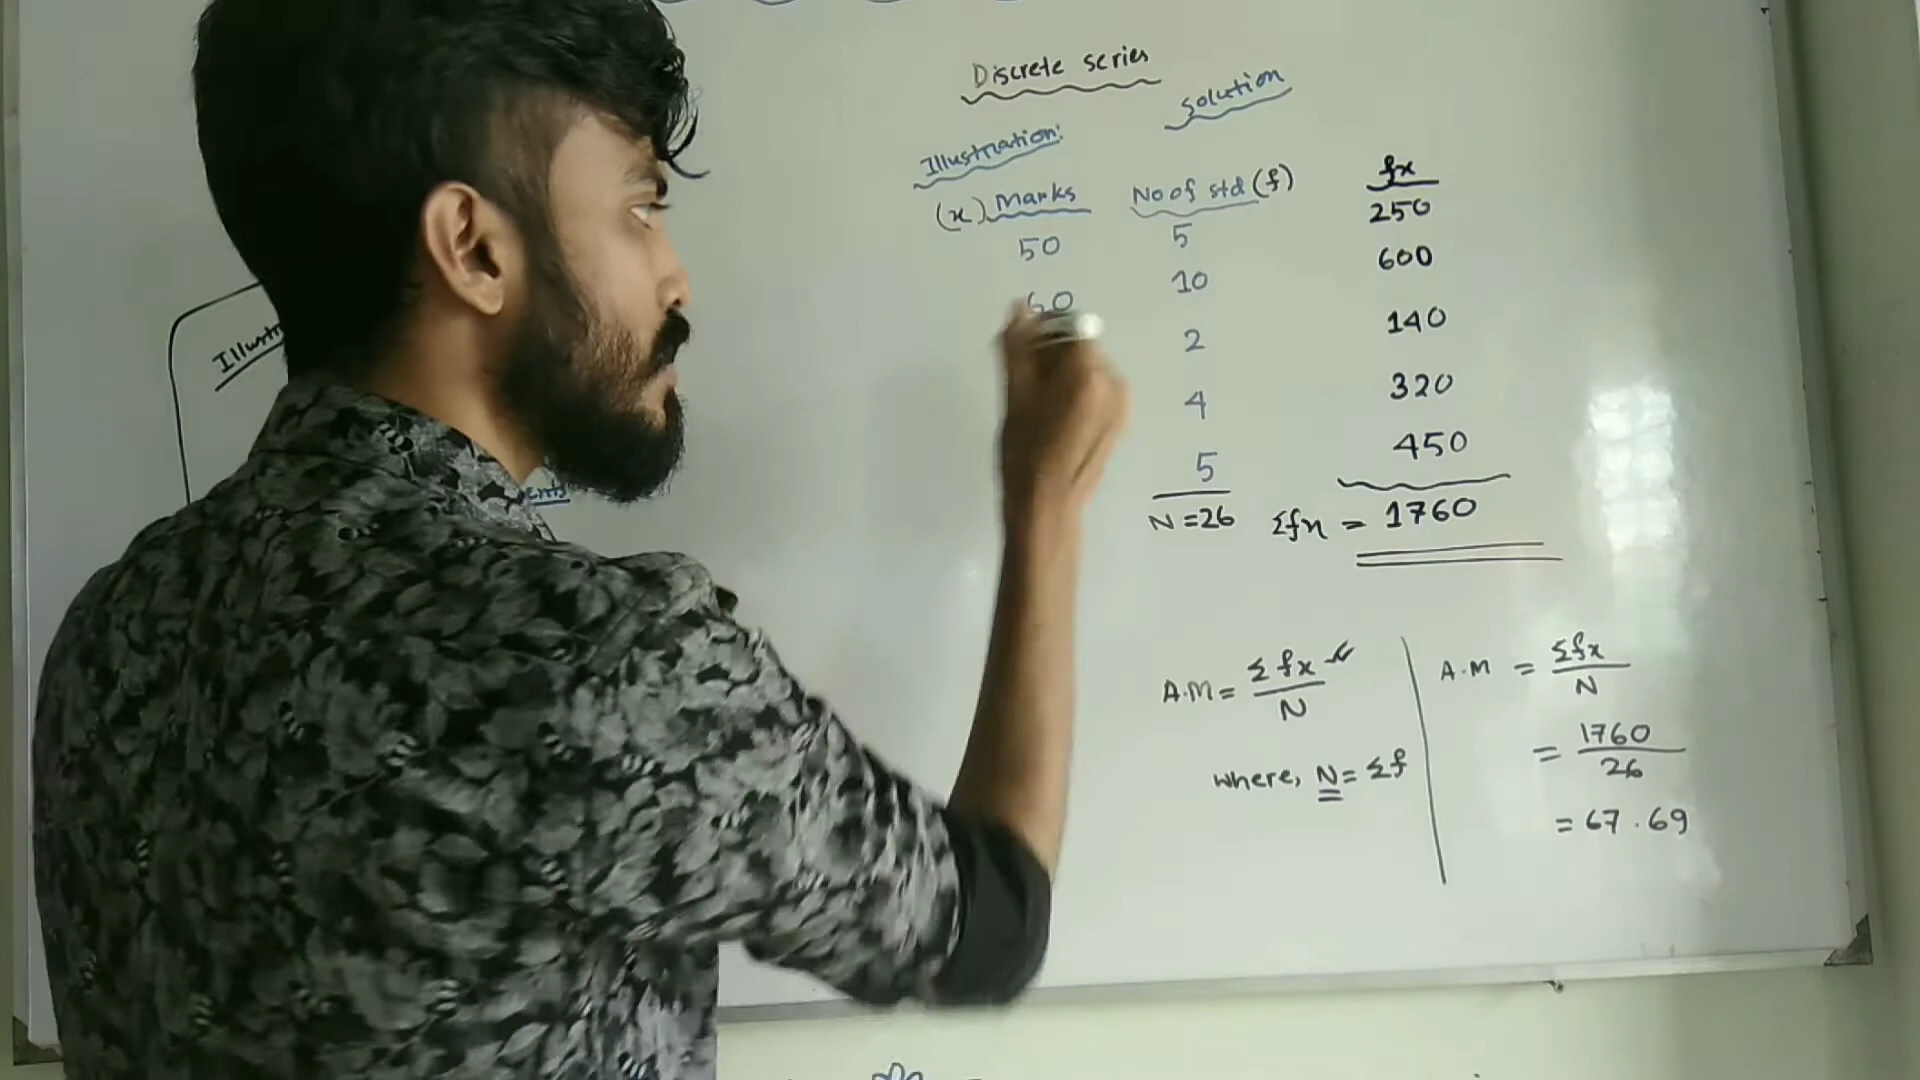 Discrete series
Solution
Illustration:
(x) Marks No of std (f) fx
50 5 250
60 10 600
2 140
4 320
5 450
N = 26 Σfx = 1760
A.M = Σfx / N
where, N = Σf
A.M = Σfx / N
= 1760 / 26
= 67.69